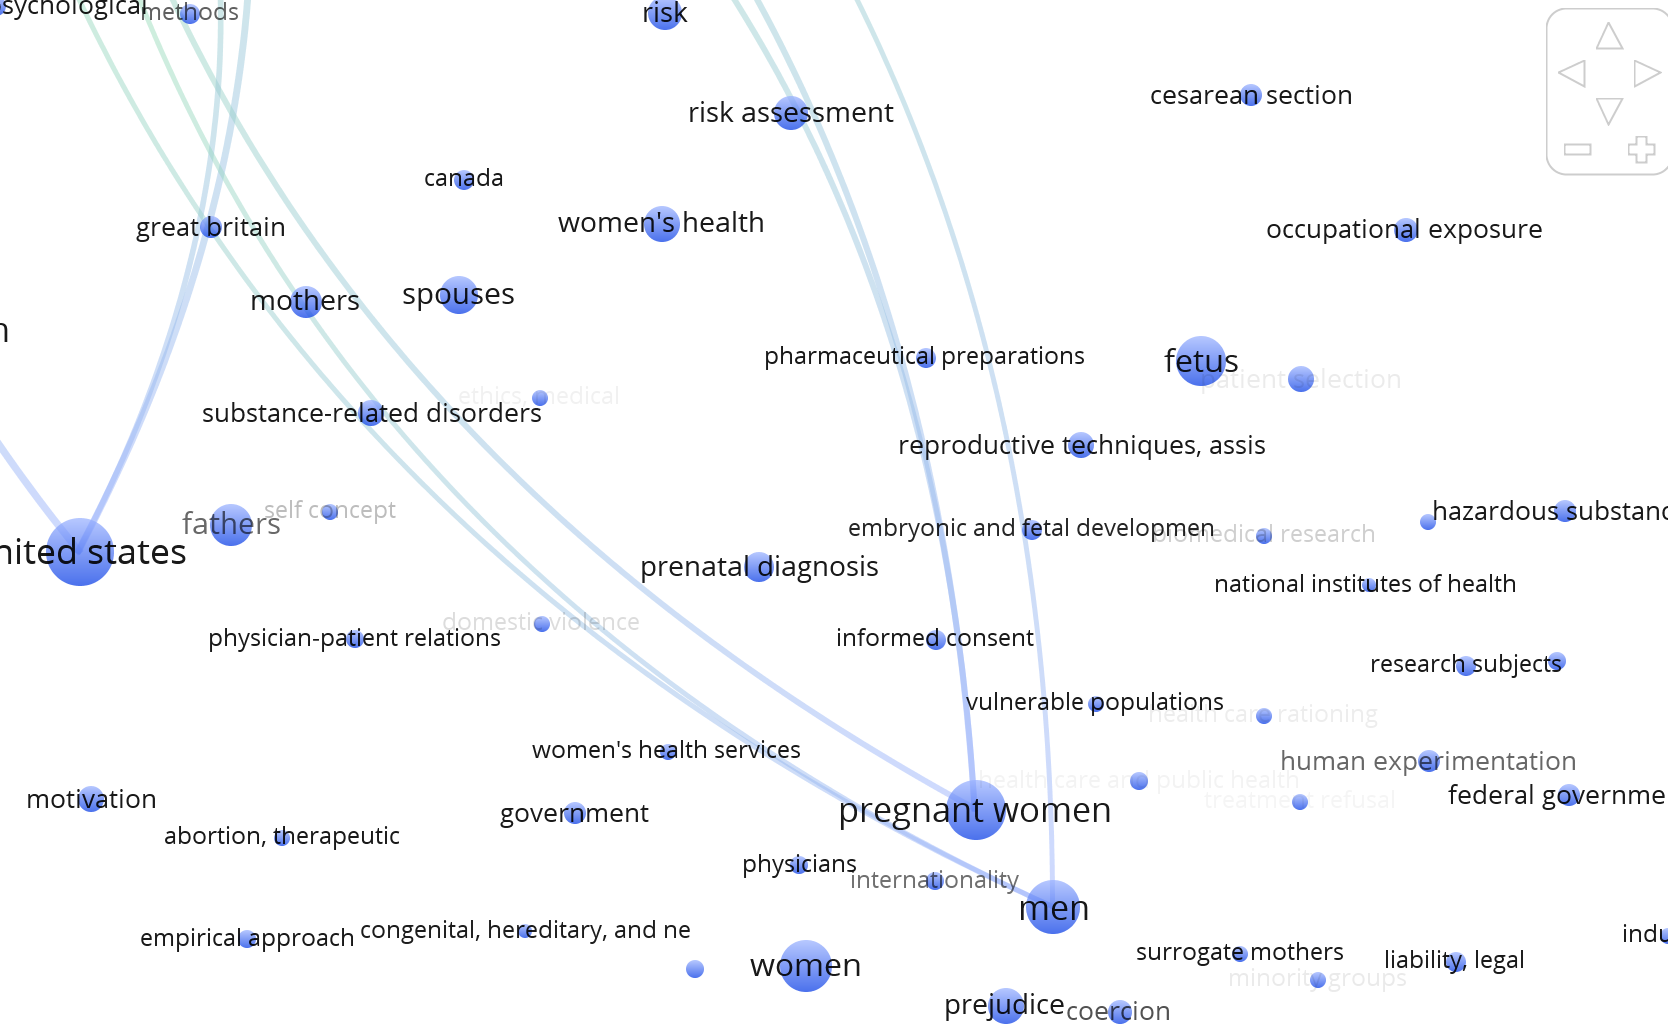 sychological
methods
risk
cesarean section
risk assessment
canada
women's health
great britain
occupational exposure
mothers
spouses
n
pharmaceutical preparations
fetus
patient selection
ethics, medical
substance-related disorders
reproductive techniques, assis
self concept
fathers
hazardous substanc
embryonic and fetal developmen
biomedical research
nited states
prenatal diagnosis
national institutes of health
domestic violence
physician-patient relations
informed consent
research subjects
vulnerable populations
health care rationing
women's health services
human experimentation
health care and public health
motivation
government
pregnant women
treatment refusal
federal governme
abortion, therapeutic
physicians
internationality
men
empirical approach
congenital, hereditary, and ne
indu
women
surrogate mothers
liability, legal
minority groups
prejudice
coercion